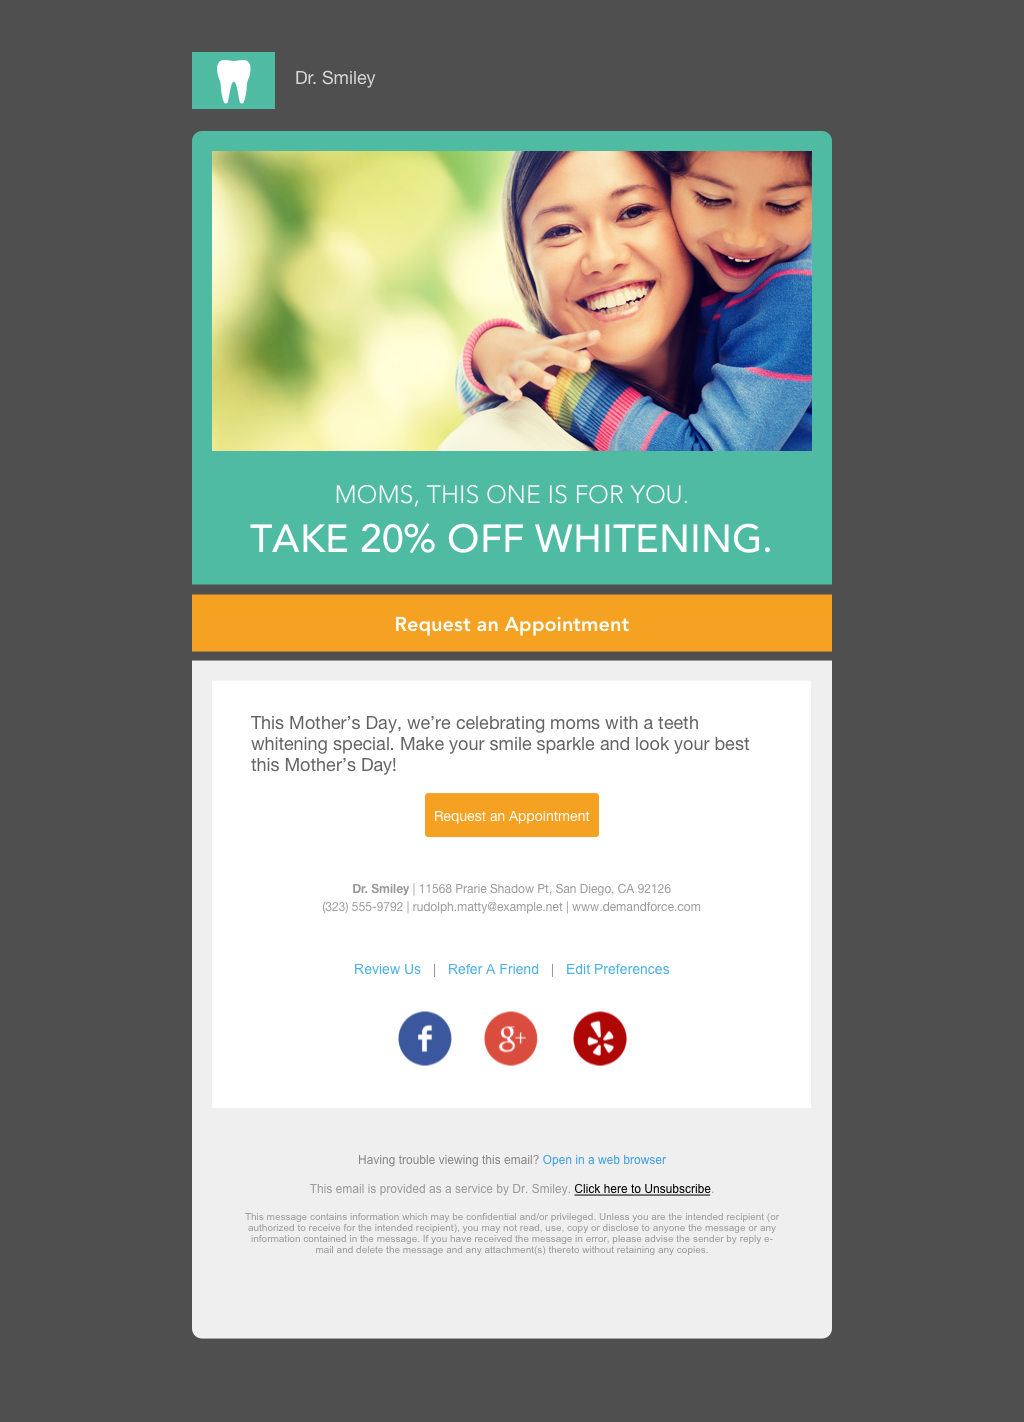 Dr. Smiley
MOMS, THIS ONE IS FOR YOU.
TAKE 20% OFF WHITENING.
Request an Appointment
This Mother’s Day, we’re celebrating moms with a teeth
whitening special. Make your smile sparkle and look your best
this Mother’s Day!
Request an Appointment
Dr. Smiley | 11568 Prarie Shadow Pt, San Diego, CA 92126
(323) 555-9792 | rudolph.matty@example.net | www.demandforce.com
Review Us | Refer A Friend | Edit Preferences
f g+
Having trouble viewing this email? Open in a web browser
This email is provided as a service by Dr. Smiley. Click here to Unsubscribe.
This message contains information which may be confidential and/or privileged. Unless you are the intended recipient (or
authorized to receive for the intended recipient), you may not read, use, copy or disclose to anyone the message or any
information contained in the message. If you have received the message in error, please advise the sender by reply e-
mail and delete the message and any attachment(s) thereto without retaining any copies.